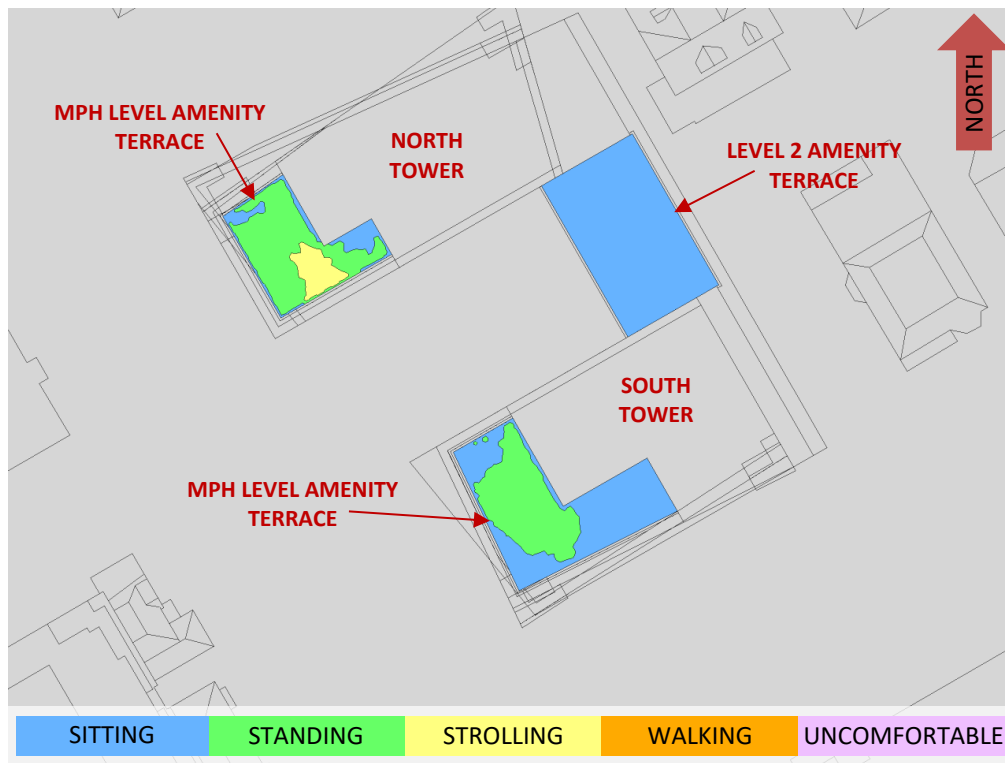 NORTH
MPH LEVEL AMENITY
TERRACE
NORTH
TOWER
LEVEL 2 AMENITY
TERRACE
SOUTH
TOWER
MPH LEVEL AMENITY
TERRACE
SITTING
STANDING
STROLLING
WALKING
UNCOMFORTABLE